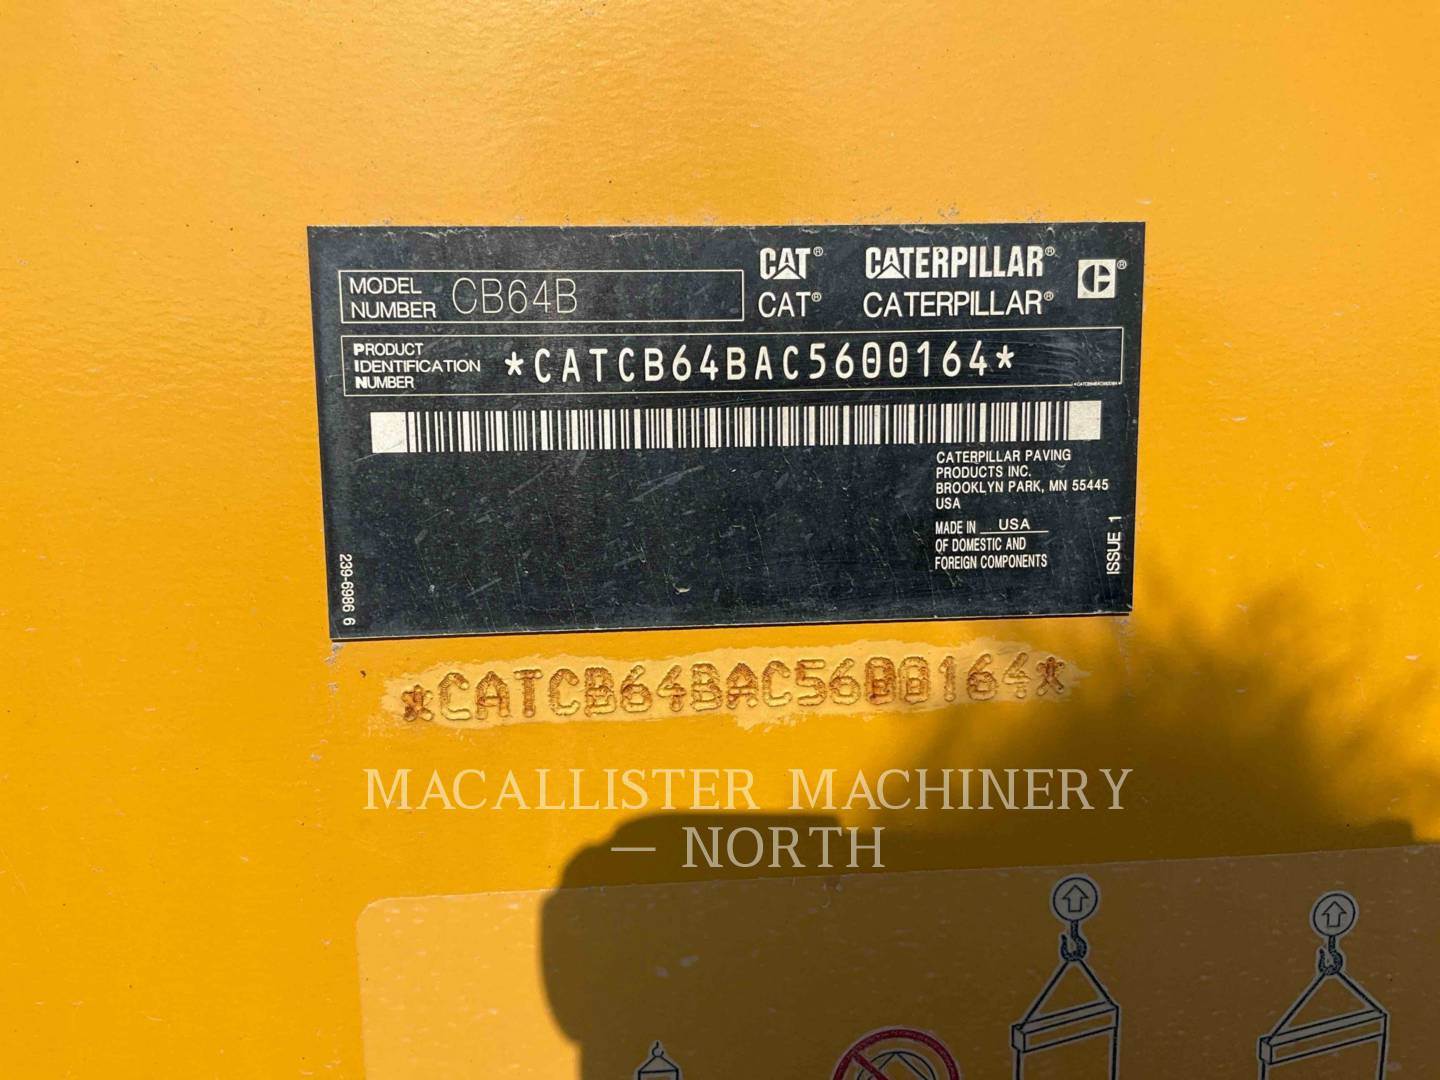 MODEL NUMBER CB64B
CAT® CATERPILLAR®
CAT® CATERPILLAR®
PRODUCT IDENTIFICATION NUMBER *CATCB64BAC5600164*
CATERPILLAR PAVING
PRODUCTS INC.
BROOKLYN PARK, MN 55445
USA
MADE IN USA
OF DOMESTIC AND
FOREIGN COMPONENTS
239-6986 6
ISSUE 1
*CATCB64BAC5600164*
MACALLISTER MACHINERY
— NORTH